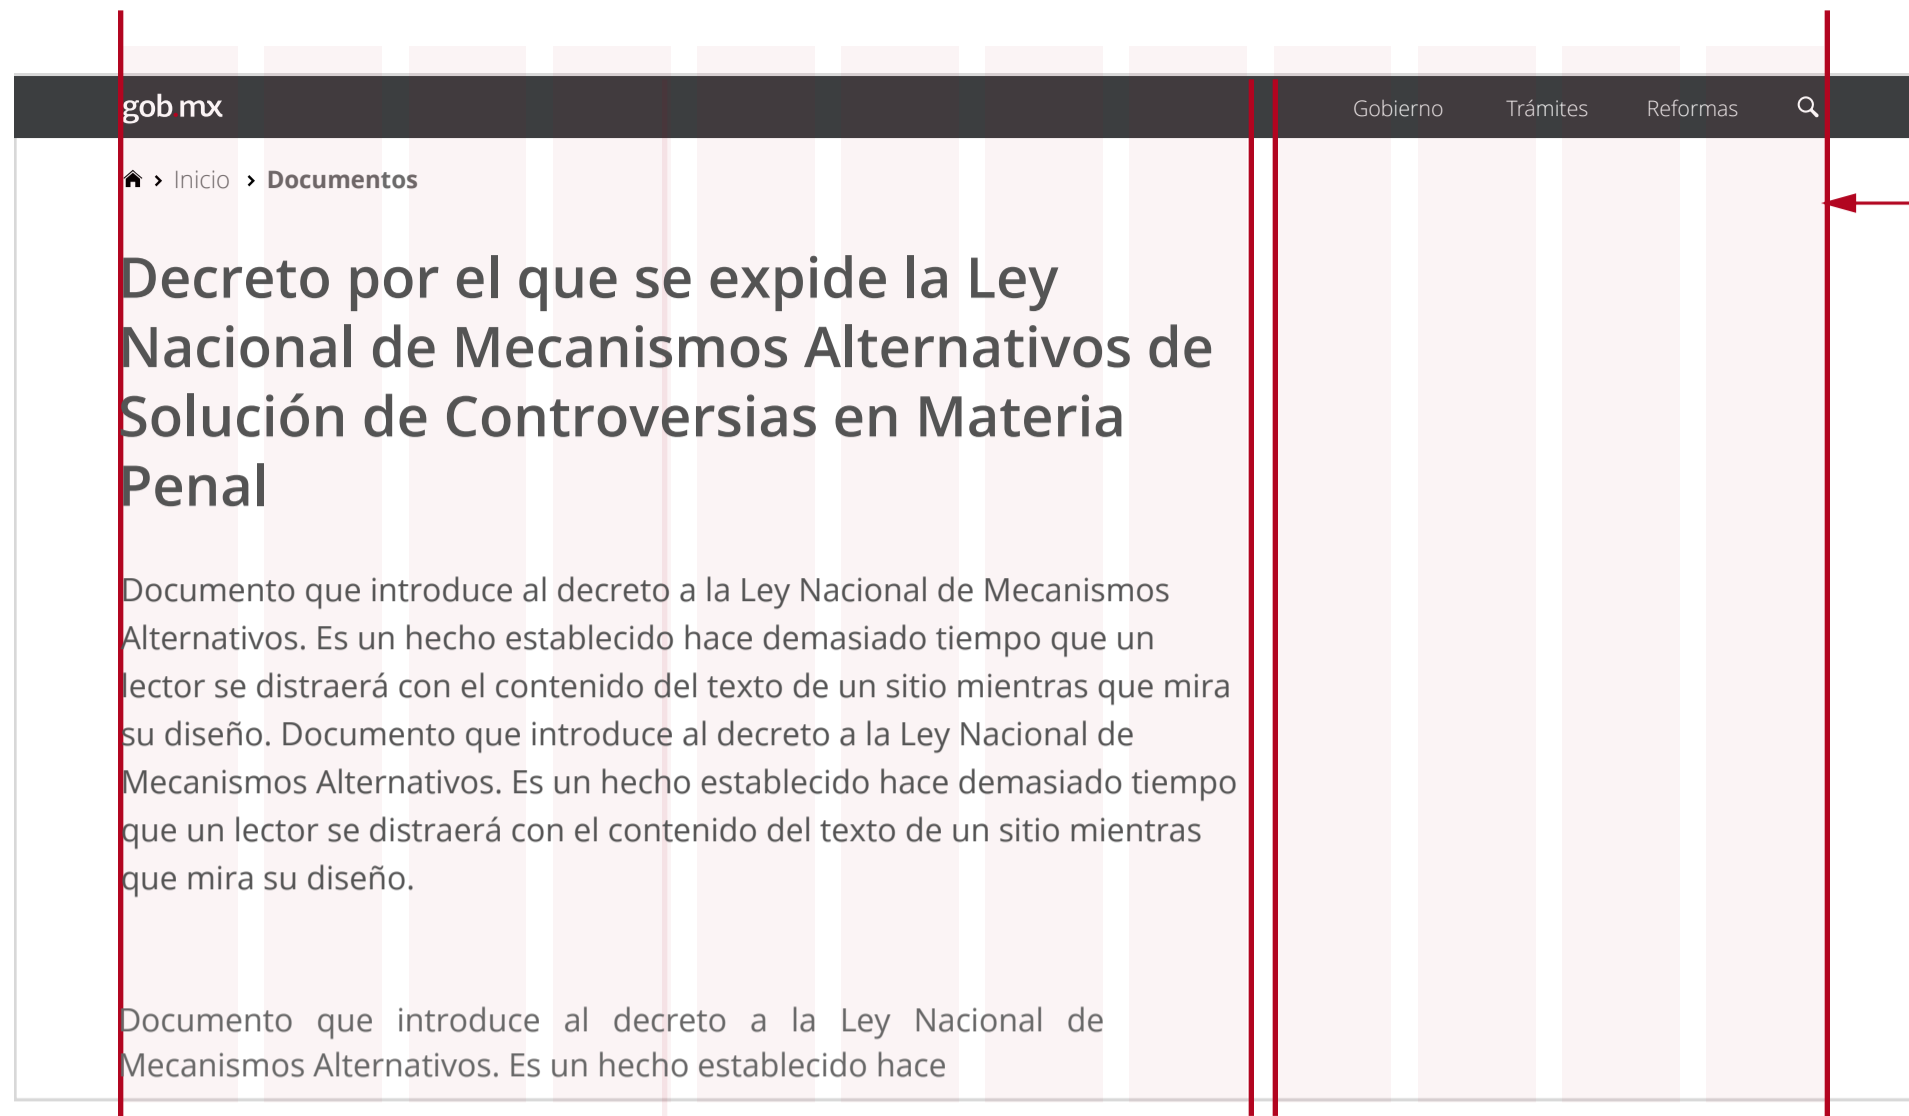 gob.mx Gobierno Trámites Reformas
Inicio Documentos
Decreto por el que se expide la Ley
Nacional de Mecanismos Alternativos de
Solución de Controversias en Materia
Penal
Documento que introduce al decreto a la Ley Nacional de Mecanismos
Alternativos. Es un hecho establecido hace demasiado tiempo que un
lector se distraerá con el contenido del texto de un sitio mientras que mira
su diseño. Documento que introduce al decreto a la Ley Nacional de
Mecanismos Alternativos. Es un hecho establecido hace demasiado tiempo
que un lector se distraerá con el contenido del texto de un sitio mientras
que mira su diseño.
Documento que introduce al decreto a la Ley Nacional de
Mecanismos Alternativos. Es un hecho establecido hace